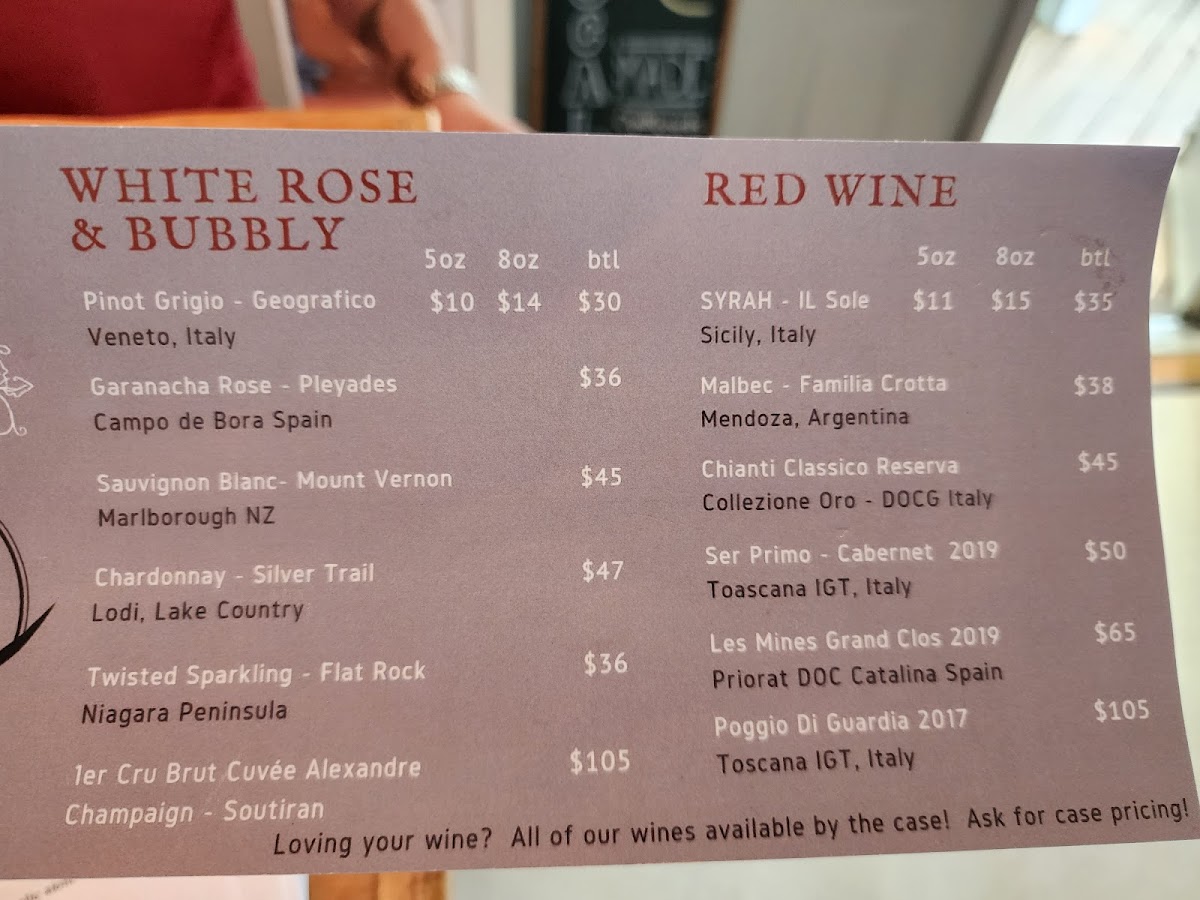 MADE
WHITE ROSE
& BUBBLY
5oz 8oz btl
Pinot Grigio - Geografico $10 $14 $30
Veneto, Italy
Garanacha Rose - Pleyades $36
Campo de Bora Spain
Sauvignon Blanc- Mount Vernon $45
Marlborough NZ
Chardonnay - Silver Trail $47
Lodi, Lake Country
Twisted Sparkling - Flat Rock $36
Niagara Peninsula
1er Cru Brut Cuvée Alexandre $105
Champaign - Soutiran
RED WINE
5oz 8oz btl
SYRAH - IL Sole $11 $15 $35
Sicily, Italy
Malbec - Familia Crotta $38
Mendoza, Argentina
Chianti Classico Reserva $45
Collezione Oro - DOCG Italy
Ser Primo - Cabernet 2019 $50
Toascana IGT, Italy
Les Mines Grand Clos 2019 $65
Priorat DOC Catalina Spain
Poggio Di Guardia 2017 $105
Toscana IGT, Italy
Loving your wine? All of our wines available by the case! Ask for case pricing!